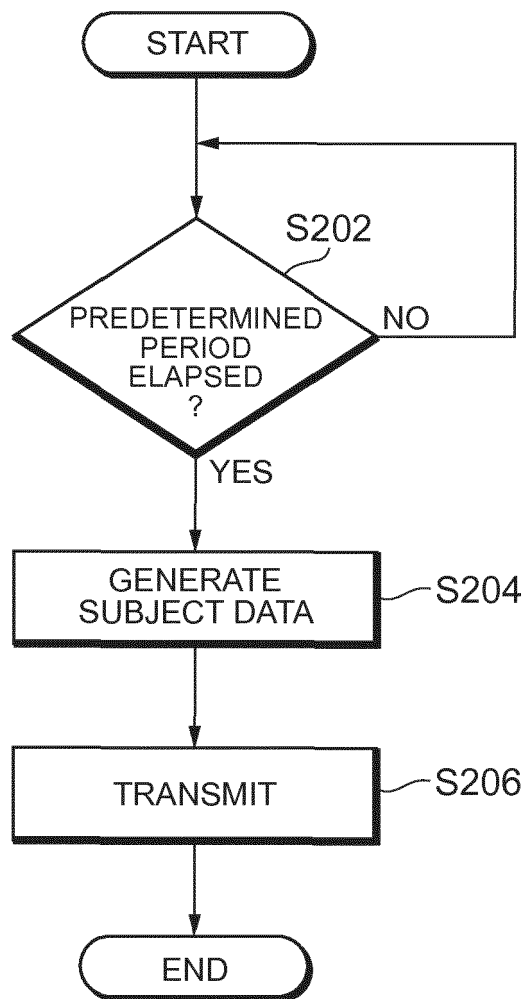 START
S202
PREDETERMINED
PERIOD
ELAPSED
?
NO
YES
GENERATE
SUBJECT DATA
S204
TRANSMIT
S206
END